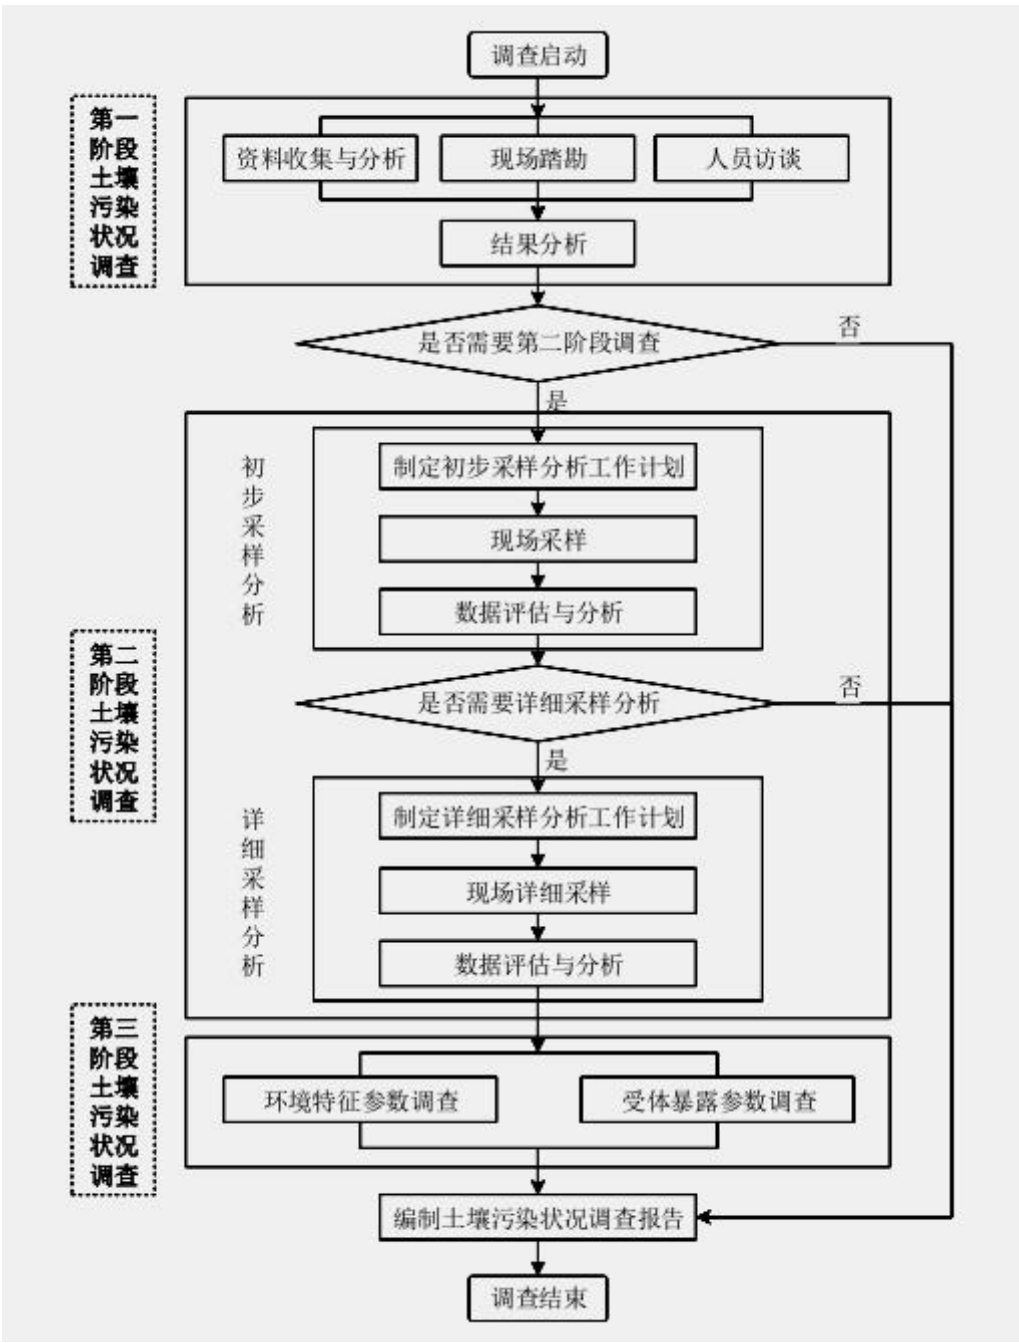 调查启动
第一
阶段
土壤
污染
状况
调查
资料收集与分析
现场踏勘
人员访谈
结果分析
是否需要第二阶段调查
否
是
初
步
采
样
分
析
制定初步采样分析工作计划
现场采样
数据评估与分析
第二
阶段
土壤
污染
状况
调查
是否需要详细采样分析
否
是
详
细
采
样
分
析
制定详细采样分析工作计划
现场详细采样
数据评估与分析
第三
阶段
土壤
污染
状况
调查
环境特征参数调查
受体暴露参数调查
编制土壤污染状况调查报告
调查结束